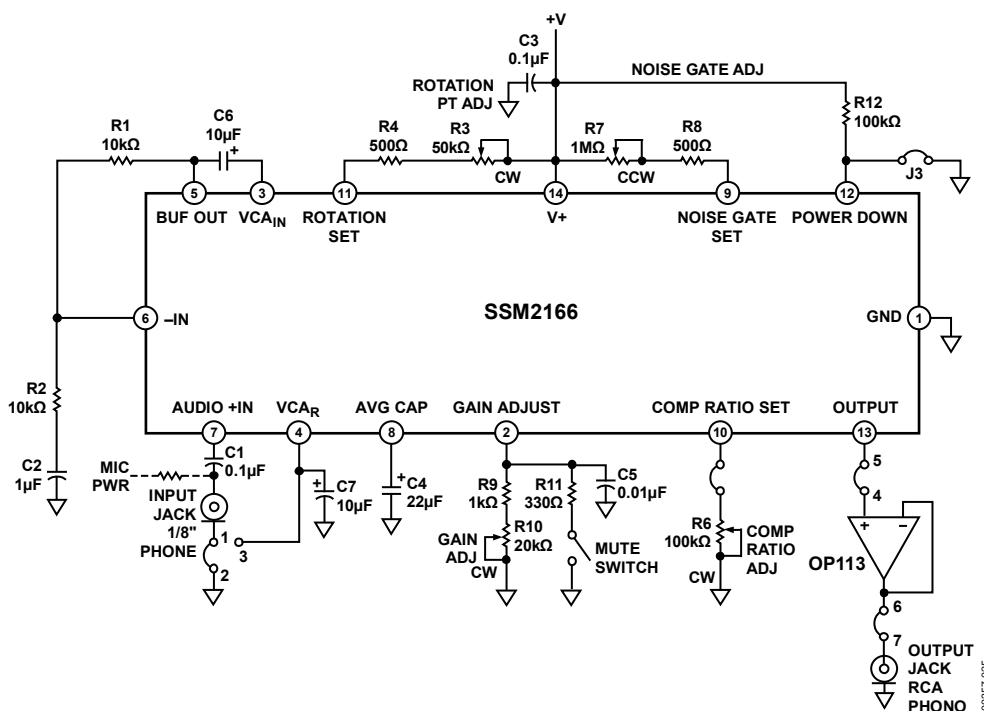 +V
C3
0.1µF
NOISE GATE ADJ
ROTATION
PT ADJ
R1
10kΩ
C6
10µF
+
R4
500Ω
R3
50kΩ
CW
R7
1MΩ
CCW
R8
500Ω
R12
100kΩ
J3
5
BUF OUT
3
VCAIN
11
ROTATION
SET
14
V+
9
NOISE GATE
SET
12
POWER DOWN
6
–IN
SSM2166
GND
1
R2
10kΩ
C2
1µF
AUDIO +IN
7
VCAR
4
AVG CAP
8
GAIN ADJUST
2
COMP RATIO SET
10
OUTPUT
13
C1
0.1µF
MIC
PWR
INPUT
JACK
1/8"
PHONE
1
2
3
+
C7
10µF
+
C4
22µF
R9
1kΩ
R10
20kΩ
GAIN
ADJ
CW
R11
330Ω
C5
0.01µF
MUTE
SWITCH
R6
100kΩ
COMP
RATIO
ADJ
CW
5
4
+
–
OP113
6
7
OUTPUT
JACK
RCA
PHONO